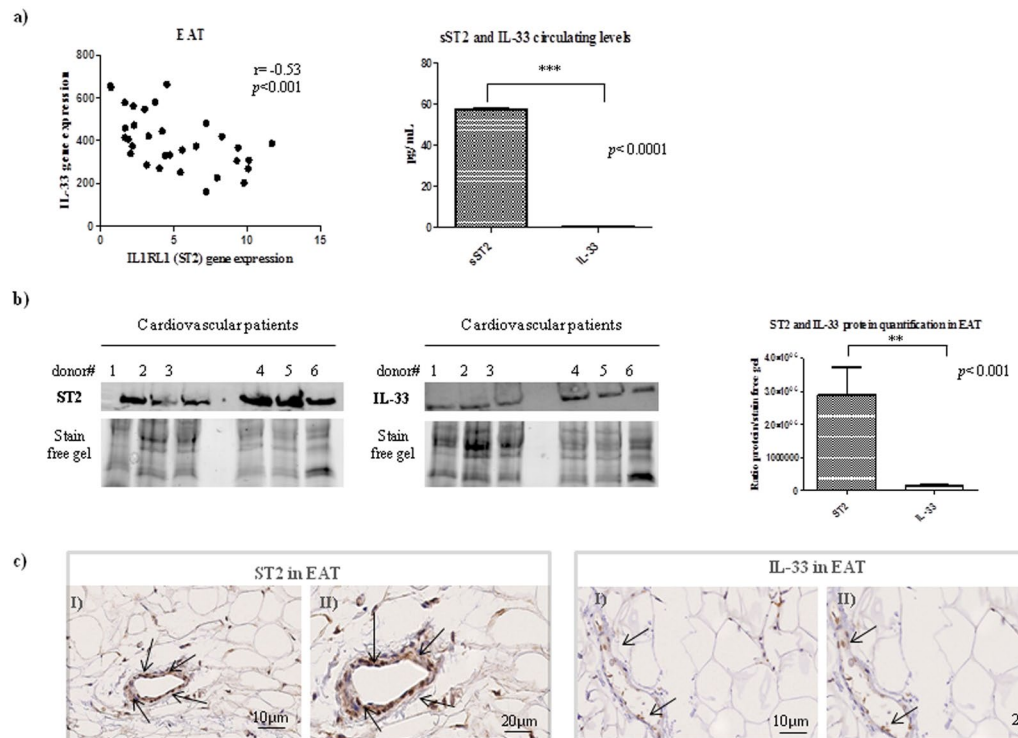 a)
EAT
IL-33 gene expression
800
600
400
200
0
0
5
10
15
r= -0.53
p<0.001
IL1RL1 (ST2) gene expression
sST2 and IL-33 circulating levels
pg/mL
80
60
40
20
0
***
p< 0.0001
sST2
IL-33
b)
Cardiovascular patients
donor#
1 2 3 4 5 6
ST2
Stain
free gel
Cardiovascular patients
donor#
1 2 3 4 5 6
IL-33
Stain
free gel
ST2 and IL-33 protein quantification in EAT
Ratio protein/stain free gel
1000000
0
**
p< 0.001
ST2
IL-33
c)
ST2 in EAT
I)
10µm
II)
20µm
IL-33 in EAT
I)
10µm
II)
2